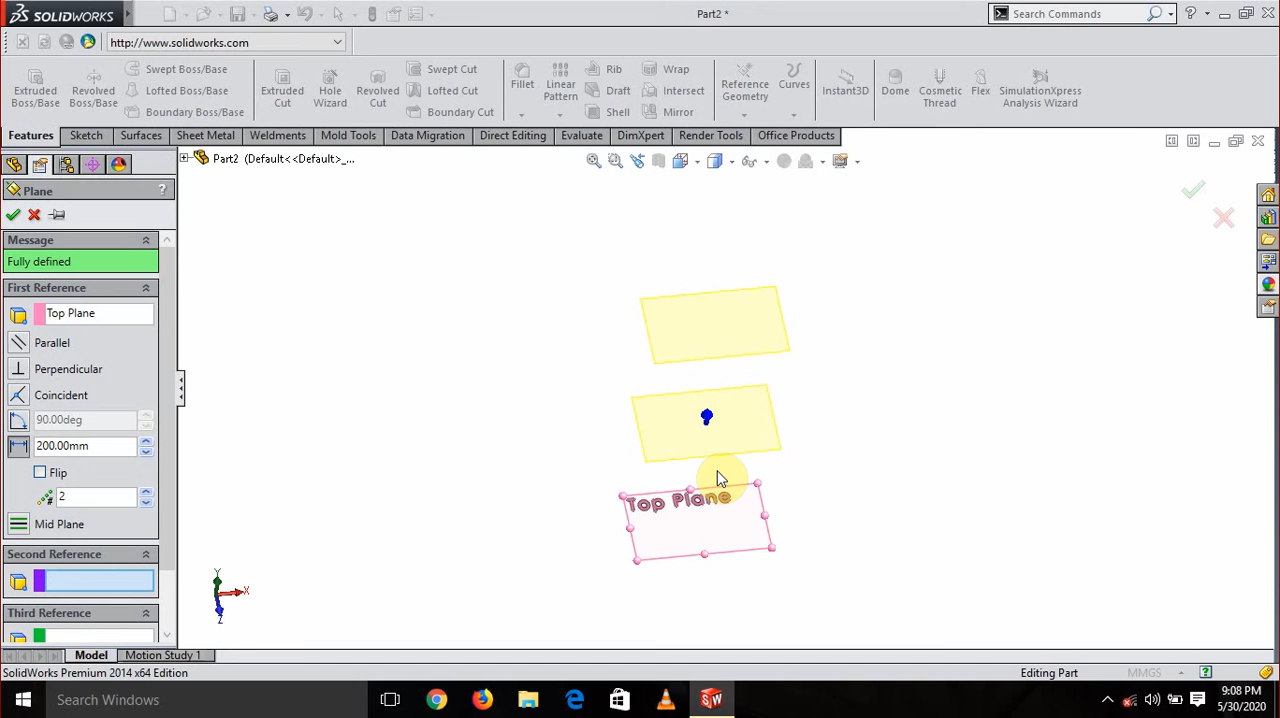 SOLIDWORKS
Part2 *
Search Commands
http://www.solidworks.com
Extruded Boss/Base
Revolved Boss/Base
Swept Boss/Base
Lofted Boss/Base
Boundary Boss/Base
Extruded Cut
Hole Wizard
Revolved Cut
Swept Cut
Lofted Cut
Boundary Cut
Fillet
Linear Pattern
Rib
Draft
Shell
Wrap
Intersect
Mirror
Reference Geometry
Curves
Instant3D
Dome
Cosmetic Thread
Flex
SimulationXpress Analysis Wizard
Features Sketch Surfaces Sheet Metal Weldments Mold Tools Data Migration Direct Editing Evaluate DimXpert Render Tools Office Products
Part2 (Default<<Default>_...
Plane ?
Message
Fully defined
First Reference
Top Plane
Parallel
Perpendicular
Coincident
90.00deg
200.00mm
Flip
2
Mid Plane
Second Reference
Third Reference
Top Plane
Y
X
Z
Model Motion Study 1
SolidWorks Premium 2014 x64 Edition
Editing Part
MMGS
Search Windows
9:08 PM
5/30/2020